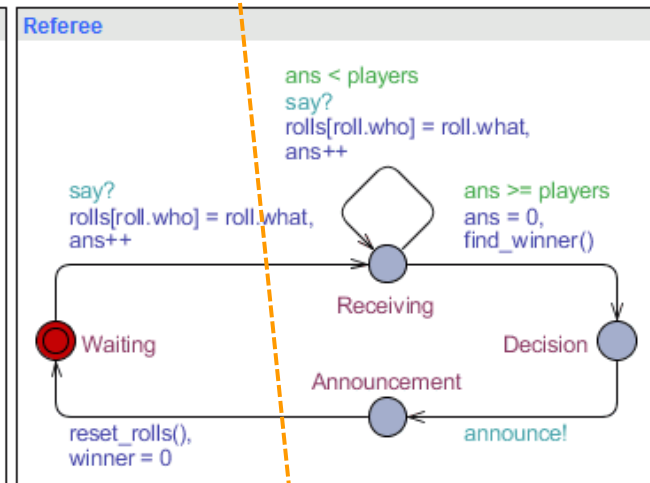 Referee
ans < players
say?
rolls[roll.who] = roll.what,
ans++
say?
rolls[roll.who] = roll.what,
ans++
ans >= players
ans = 0,
find_winner()
Receiving
Waiting
Decision
Announcement
reset_rolls(),
winner = 0
announce!